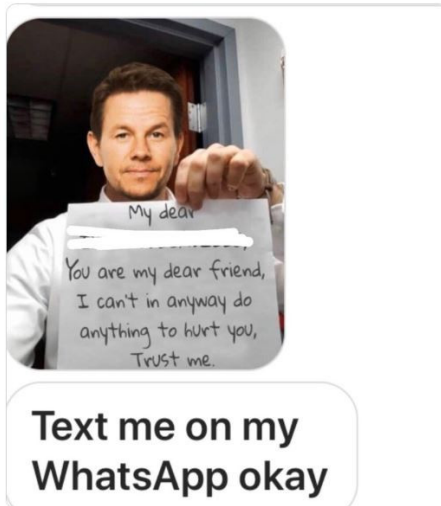 My dear
You are my dear friend,
I can't in anyway do
anything to hurt you,
Trust me.
Text me on my
WhatsApp okay